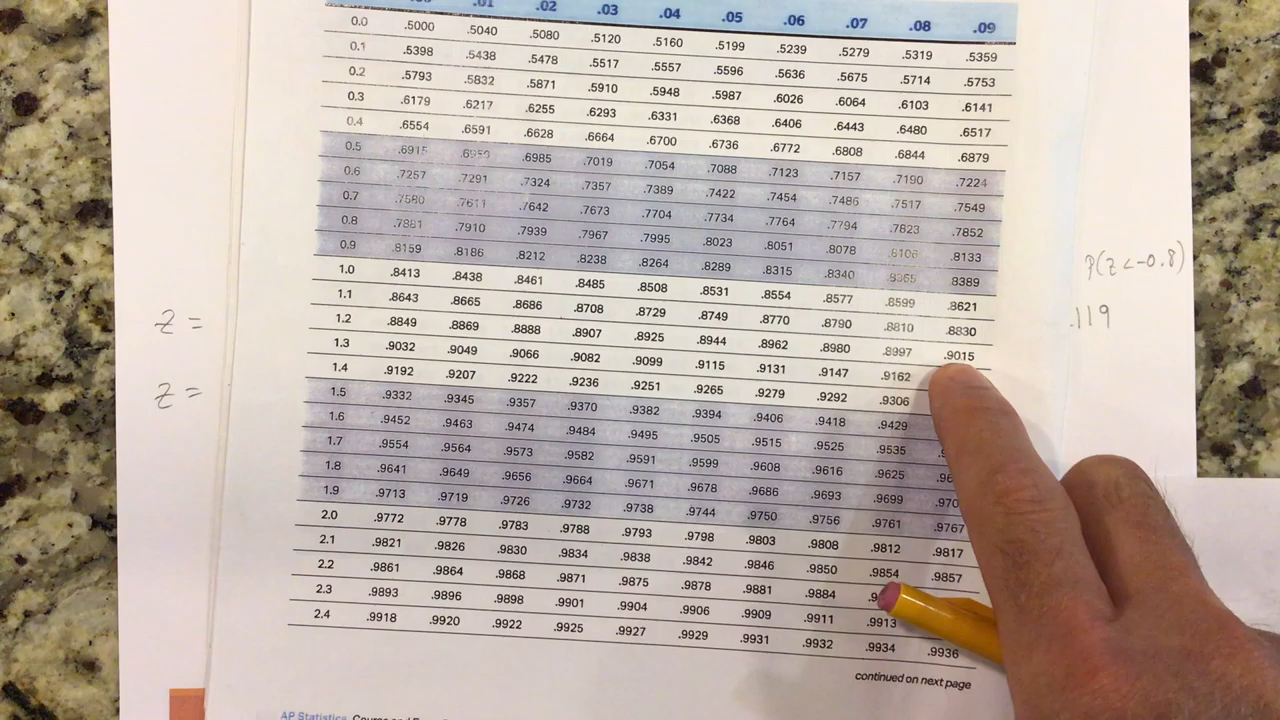 .01 .02 .03 .04 .05 .06 .07 .08 .09
0.0 .5000 .5040 .5080 .5120 .5160 .5199 .5239 .5279 .5319 .5359
0.1 .5398 .5438 .5478 .5517 .5557 .5596 .5636 .5675 .5714 .5753
0.2 .5793 .5832 .5871 .5910 .5948 .5987 .6026 .6064 .6103 .6141
0.3 .6179 .6217 .6255 .6293 .6331 .6368 .6406 .6443 .6480 .6517
0.4 .6554 .6591 .6628 .6664 .6700 .6736 .6772 .6808 .6844 .6879
0.5 .6915 .6950 .6985 .7019 .7054 .7088 .7123 .7157 .7190 .7224
0.6 .7257 .7291 .7324 .7357 .7389 .7422 .7454 .7486 .7517 .7549
0.7 .7580 .7611 .7642 .7673 .7704 .7734 .7764 .7794 .7823 .7852
0.8 .7881 .7910 .7939 .7967 .7995 .8023 .8051 .8078 .8106 .8133
0.9 .8159 .8186 .8212 .8238 .8264 .8289 .8315 .8340 .8365 .8389
1.0 .8413 .8438 .8461 .8485 .8508 .8531 .8554 .8577 .8599 .8621
1.1 .8643 .8665 .8686 .8708 .8729 .8749 .8770 .8790 .8810 .8830
1.2 .8849 .8869 .8888 .8907 .8925 .8944 .8962 .8980 .8997 .9015
1.3 .9032 .9049 .9066 .9082 .9099 .9115 .9131 .9147 .9162
1.4 .9192 .9207 .9222 .9236 .9251 .9265 .9279 .9292 .9306
1.5 .9332 .9345 .9357 .9370 .9382 .9394 .9406 .9418 .9429
1.6 .9452 .9463 .9474 .9484 .9495 .9505 .9515 .9525 .9535
1.7 .9554 .9564 .9573 .9582 .9591 .9599 .9608 .9616 .9625
1.8 .9641 .9649 .9656 .9664 .9671 .9678 .9686 .9693 .9699
1.9 .9713 .9719 .9726 .9732 .9738 .9744 .9750 .9756 .9761 .9767
2.0 .9772 .9778 .9783 .9788 .9793 .9798 .9803 .9808 .9812 .9817
2.1 .9821 .9826 .9830 .9834 .9838 .9842 .9846 .9850 .9854 .9857
2.2 .9861 .9864 .9868 .9871 .9875 .9878 .9881 .9884
2.3 .9893 .9896 .9898 .9901 .9904 .9906 .9909 .9911 .9913
2.4 .9918 .9920 .9922 .9925 .9927 .9929 .9931 .9932 .9934 .9936
continued on next page
AP Statistics
z =
z =
P(z < -0.8)
.119